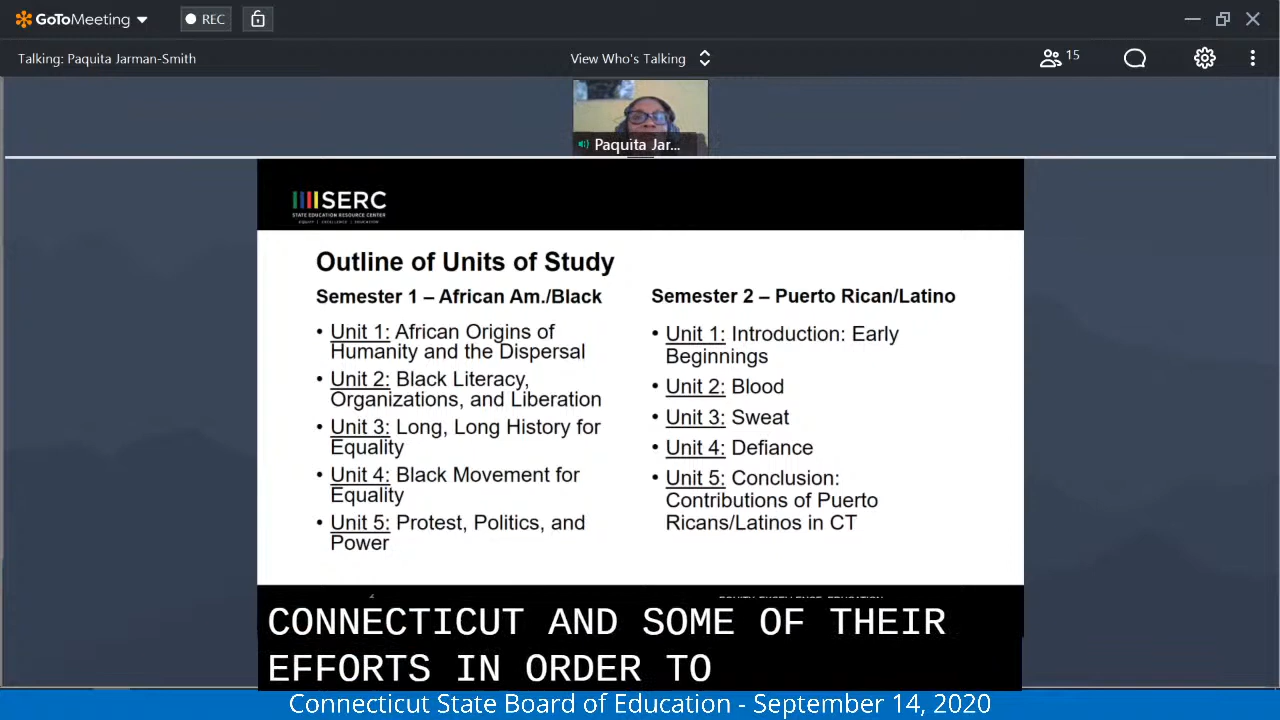 GoToMeeting
REC
Talking: Paquita Jarman-Smith
View Who's Talking
15
Paquita Jar...
SERC
STATE EDUCATION RESOURCE CENTER
EQUITY | EXCELLENCE | EDUCATION
Outline of Units of Study
Semester 1 – African Am./Black
• Unit 1: African Origins of
Humanity and the Dispersal
• Unit 2: Black Literacy,
Organizations, and Liberation
• Unit 3: Long, Long History for
Equality
• Unit 4: Black Movement for
Equality
• Unit 5: Protest, Politics, and
Power
Semester 2 – Puerto Rican/Latino
• Unit 1: Introduction: Early
Beginnings
• Unit 2: Blood
• Unit 3: Sweat
• Unit 4: Defiance
• Unit 5: Conclusion:
Contributions of Puerto
Ricans/Latinos in CT
CONNECTICUT AND SOME OF THEIR
EFFORTS IN ORDER TO
Connecticut State Board of Education - September 14, 2020